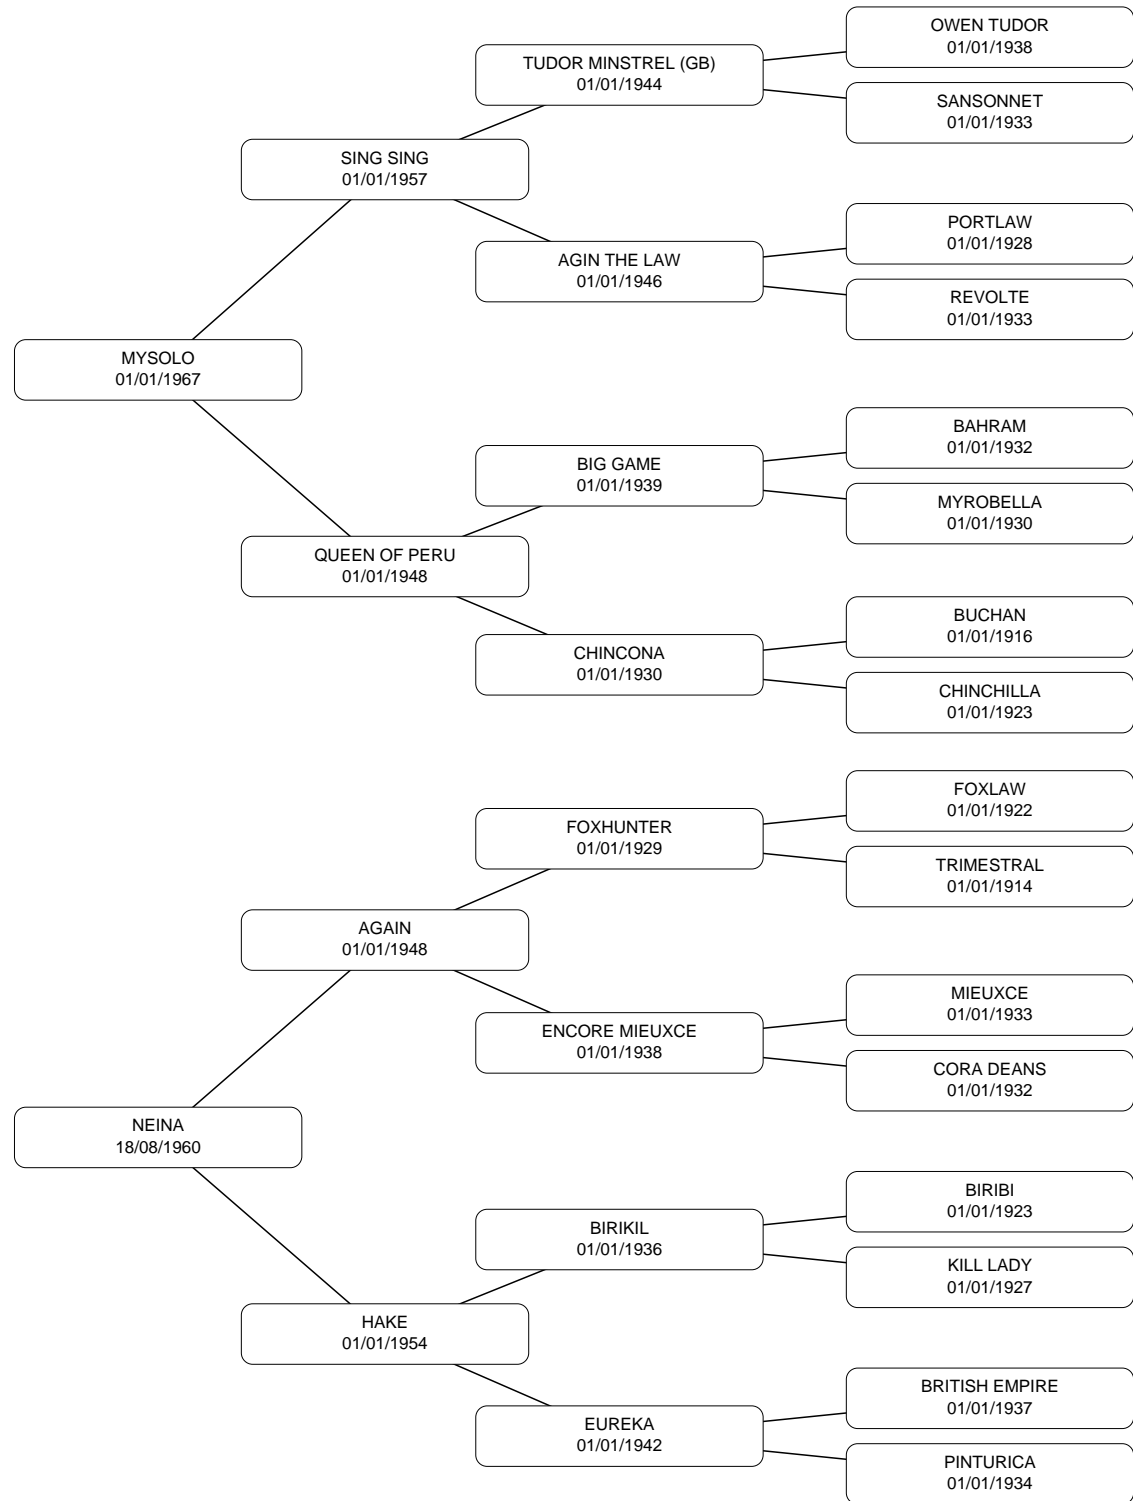 OWEN TUDOR
01/01/1938
TUDOR MINSTREL (GB)
01/01/1944
SANSONNET
01/01/1933
SING SING
01/01/1957
PORTLAW
01/01/1928
AGIN THE LAW
01/01/1946
REVOLTE
01/01/1933
MYSOLO
01/01/1967
BAHRAM
01/01/1932
BIG GAME
01/01/1939
MYROBELLA
01/01/1930
QUEEN OF PERU
01/01/1948
BUCHAN
01/01/1916
CHINCONA
01/01/1930
CHINCHILLA
01/01/1923
FOXLAW
01/01/1922
FOXHUNTER
01/01/1929
TRIMESTRAL
01/01/1914
AGAIN
01/01/1948
MIEUXCE
01/01/1933
ENCORE MIEUXCE
01/01/1938
CORA DEANS
01/01/1932
NEINA
18/08/1960
BIRIBI
01/01/1923
BIRIKIL
01/01/1936
KILL LADY
01/01/1927
HAKE
01/01/1954
BRITISH EMPIRE
01/01/1937
EUREKA
01/01/1942
PINTURICA
01/01/1934